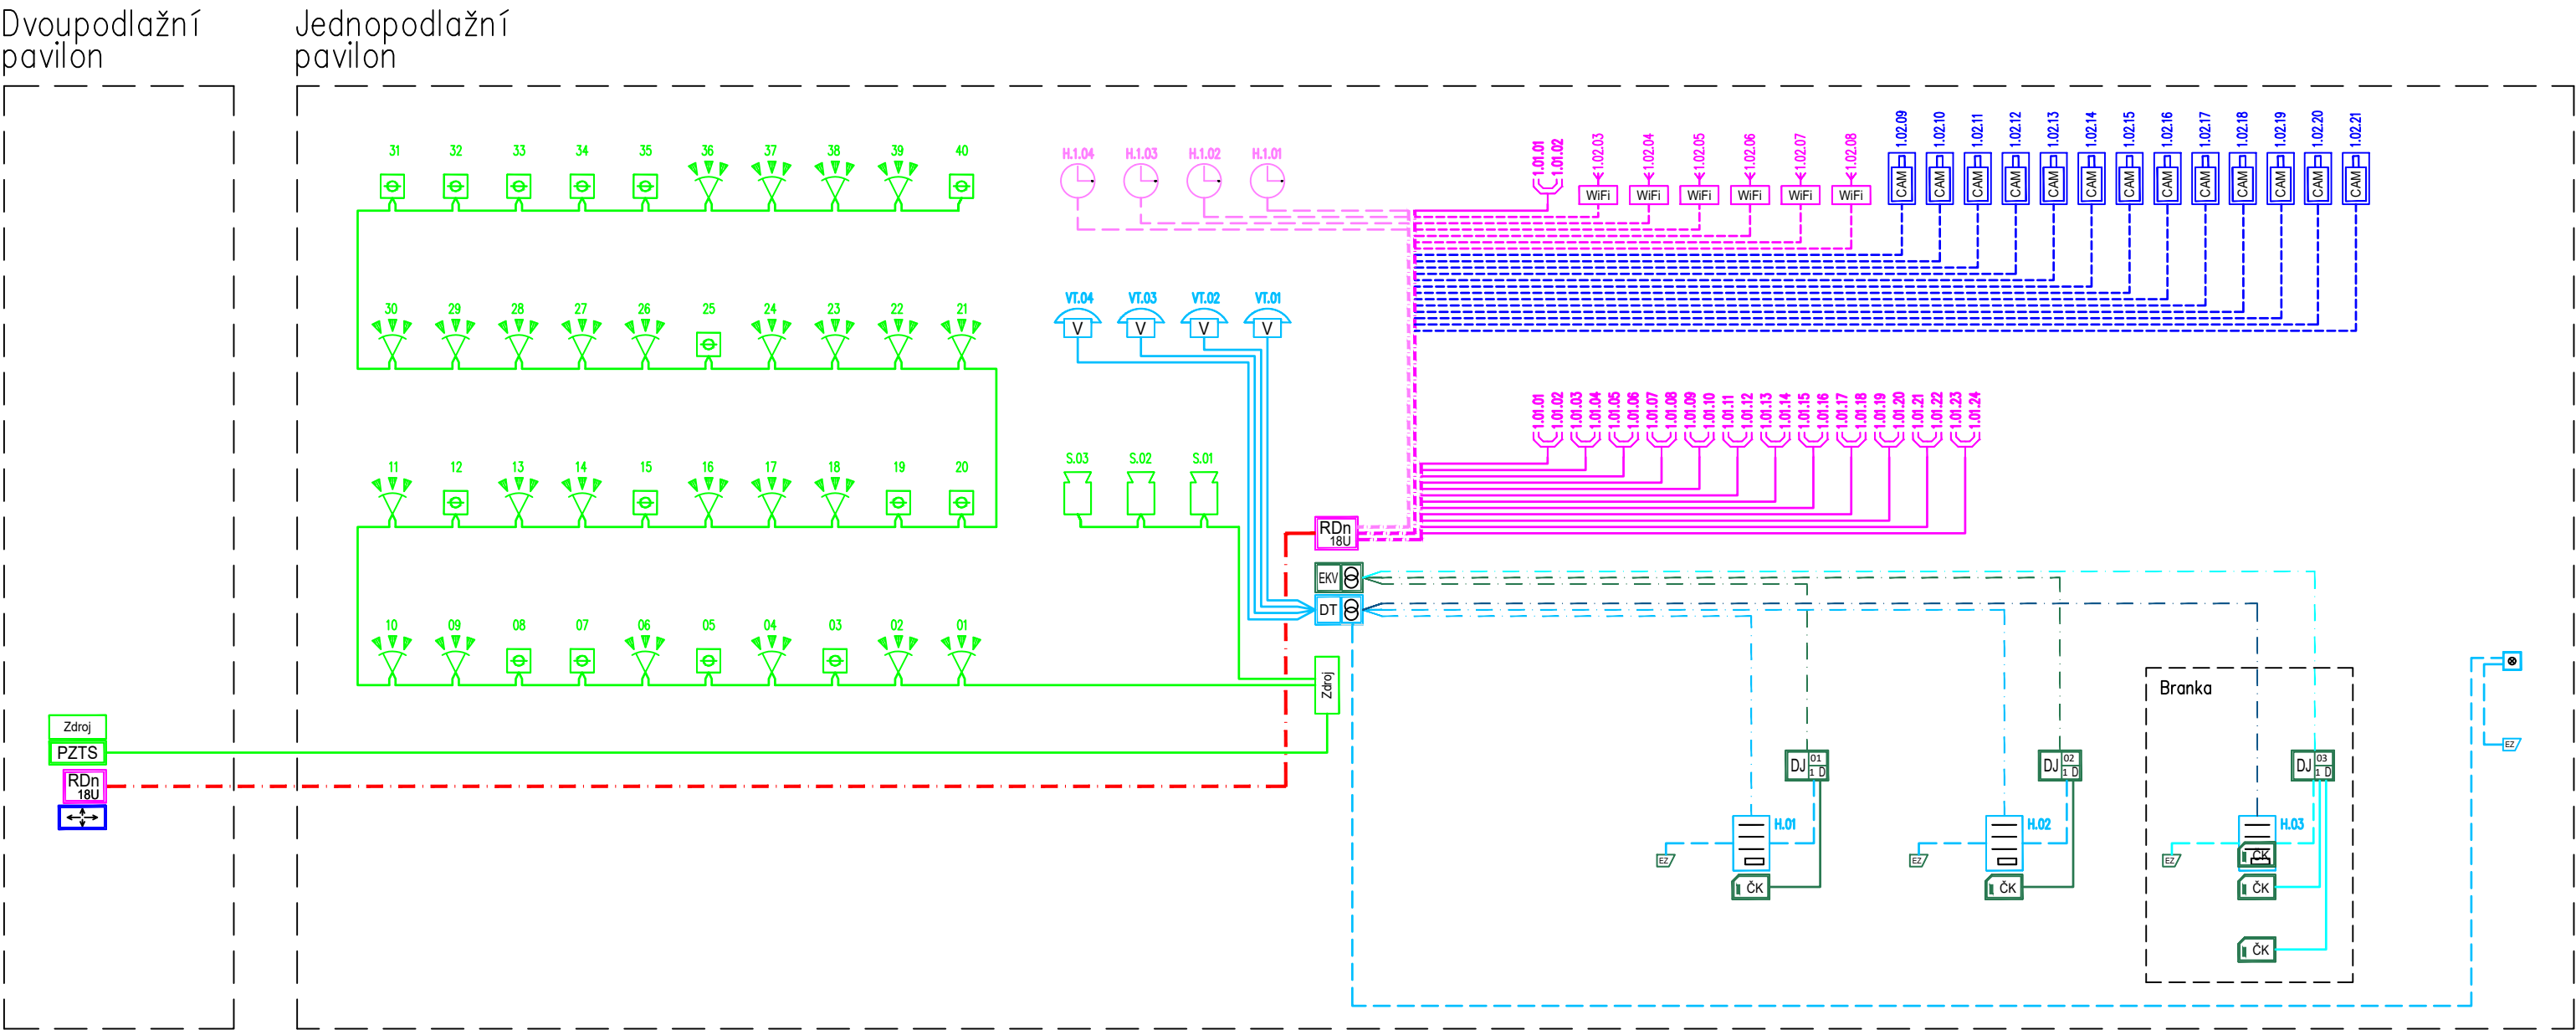 Dvoupodlažní
pavilon
Jednopodlažní
pavilon
31 32 33 34 35 36 37 38 39 40
H.1.04 H.1.03 H.1.02 H.1.01
1.01.01 1.01.02 1.02.03 1.02.04 1.02.05 1.02.06 1.02.07 1.02.08 1.02.09 1.02.10 1.02.11 1.02.12 1.02.13 1.02.14 1.02.15 1.02.16 1.02.17 1.02.18 1.02.19 1.02.20 1.02.21
WiFi WiFi WiFi WiFi WiFi WiFi CAM CAM CAM CAM CAM CAM CAM CAM CAM CAM CAM CAM CAM
30 29 28 27 26 25 24 23 22 21
VT.04 VT.03 VT.02 VT.01
V V V V
1.01.01 1.01.02 1.01.03 1.01.04 1.01.05 1.01.06 1.01.07 1.01.08 1.01.09 1.01.10 1.01.11 1.01.12 1.01.13 1.01.14 1.01.15 1.01.16 1.01.17 1.01.18 1.01.19 1.01.20 1.01.21 1.01.22 1.01.23 1.01.24
11 12 13 14 15 16 17 18 19 20
S.03 S.02 S.01
RDn
18U
EKV
DT
10 09 08 07 06 05 04 03 02 01
Zdroj
Branka
Zdroj
PZTS
RDn
18U
EZ
DJ 01
1 D
DJ 02
1 D
DJ 03
1 D
H.01 H.02 H.03
EZ EZ EZ ČK
ČK ČK ČK
ČK